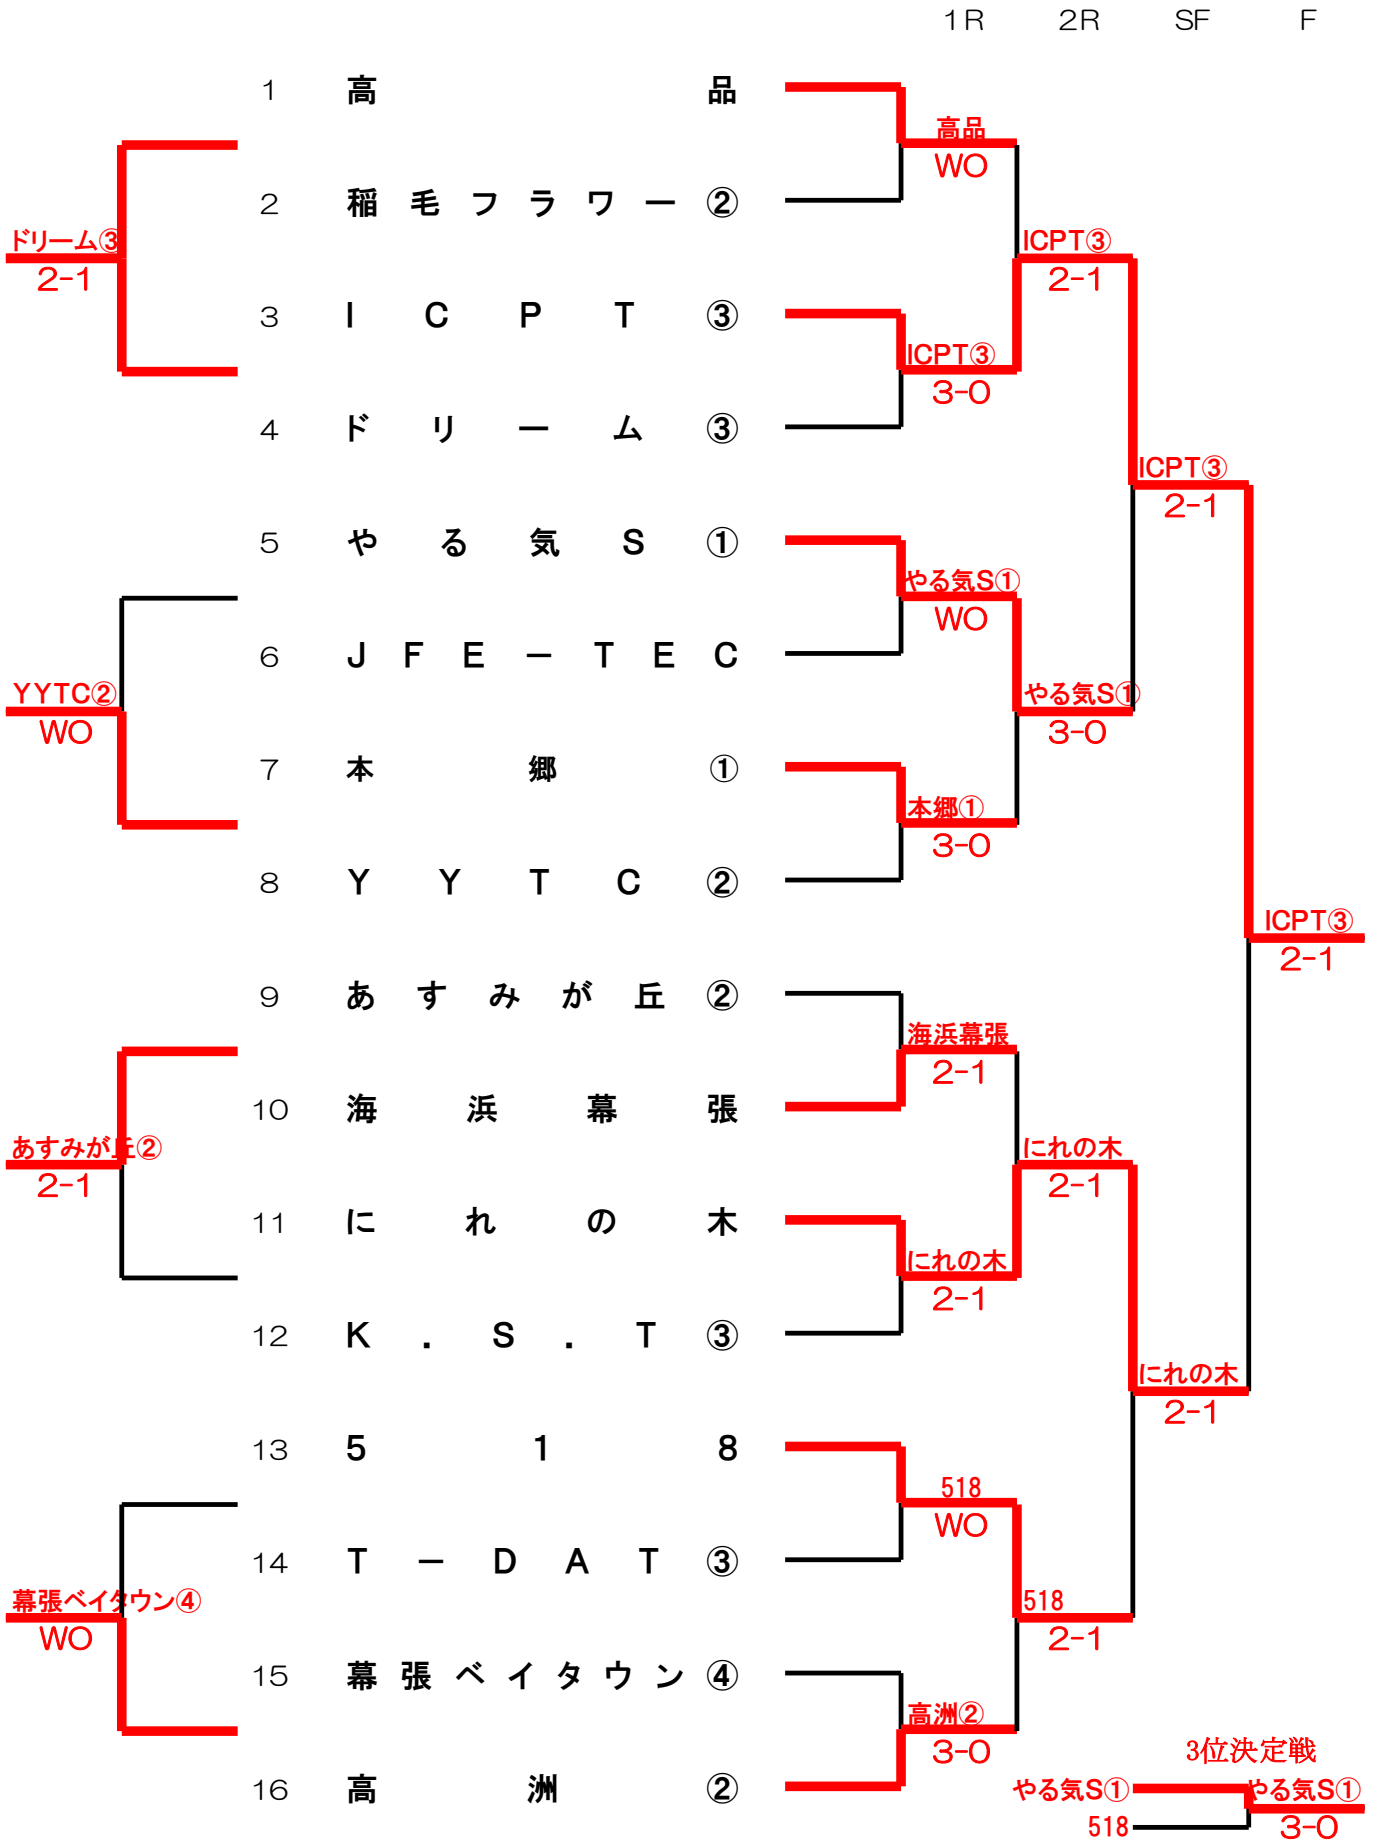 1R 2R SF F
1 高品
高品
WO
2 稲毛フラワー②
ドリーム③ ICPT③
2-1 2-1
3 ICPT③
ICPT③
3-0
4 ドリーム③
ICPT③
2-1
5 やる気S①
やる気S①
WO
6 JFE－TEC
YYTC② やる気S①
WO 3-0
7 本郷①
本郷①
3-0
8 YYTC②
ICPT③
2-1
9 あすみが丘②
海浜幕張
2-1
10 海浜幕張
あすみが丘② にれの木
2-1 2-1
11 にれの木
にれの木
2-1
12 K.S.T③
にれの木
2-1
13 518
518
WO
14 T－DAT③
幕張ベイタウン④ 518
WO 2-1
15 幕張ベイタウン④
高洲②
3-0
3位決定戦
16 高洲②
やる気S① やる気S①
518 3-0